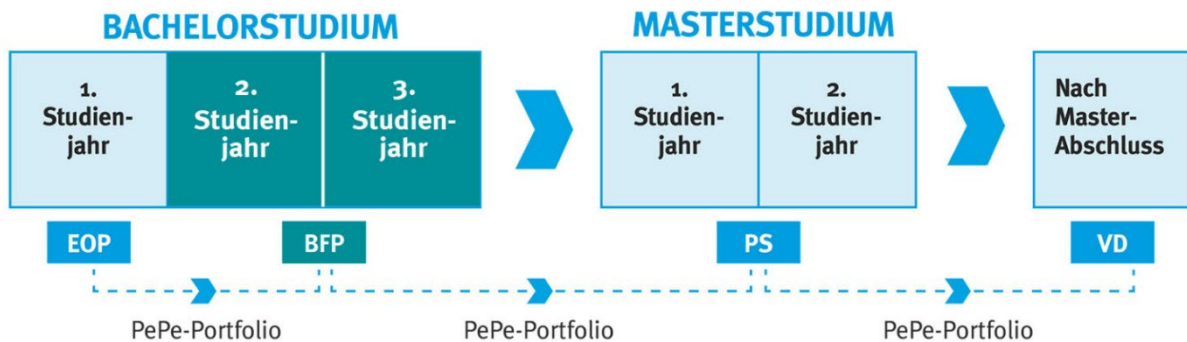 BACHELORSTUDIUM
MASTERSTUDIUM
1.
Studien-
jahr
2.
Studien-
jahr
3.
Studien-
jahr
1.
Studien-
jahr
2.
Studien-
jahr
Nach
Master-
Abschluss
EOP
BFP
PS
VD
PePe-Portfolio
PePe-Portfolio
PePe-Portfolio